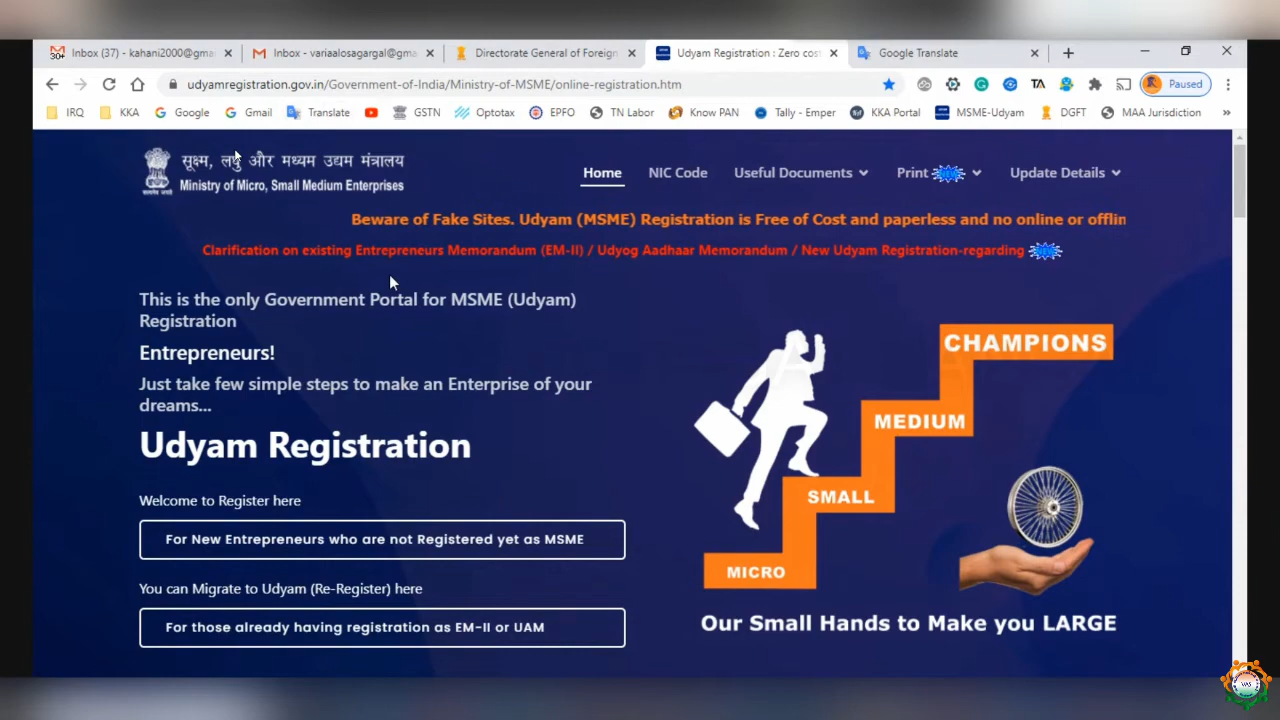 Inbox (37) - kahani2000@gma
Inbox - variaalosagargal@gma
Directorate General of Foreign
Udyam Registration : Zero cost
Google Translate
30+
udyamregistration.gov.in/Government-of-India/Ministry-of-MSME/online-registration.htm
TA
Paused
IRQ
KKA
Google
Gmail
Translate
GSTN
Optotax
EPFO
TN Labor
Know PAN
Tally - Emper
KKA Portal
MSME-Udyam
DGFT
MAA Jurisdiction
सूक्ष्म, लघु और मध्यम उद्यम मंत्रालय
Ministry of Micro, Small Medium Enterprises
Home
NIC Code
Useful Documents
Print
Update Details
Beware of Fake Sites. Udyam (MSME) Registration is Free of Cost and paperless and no online or offlin
Clarification on existing Entrepreneurs Memorandum (EM-II) / Udyog Aadhaar Memorandum / New Udyam Registration-regarding
This is the only Government Portal for MSME (Udyam)
Registration
Entrepreneurs!
Just take few simple steps to make an Enterprise of your
dreams...
Udyam Registration
Welcome to Register here
For New Entrepreneurs who are not Registered yet as MSME
You can Migrate to Udyam (Re-Register) here
For those already having registration as EM-II or UAM
CHAMPIONS
MEDIUM
SMALL
MICRO
Our Small Hands to Make you LARGE
VAS